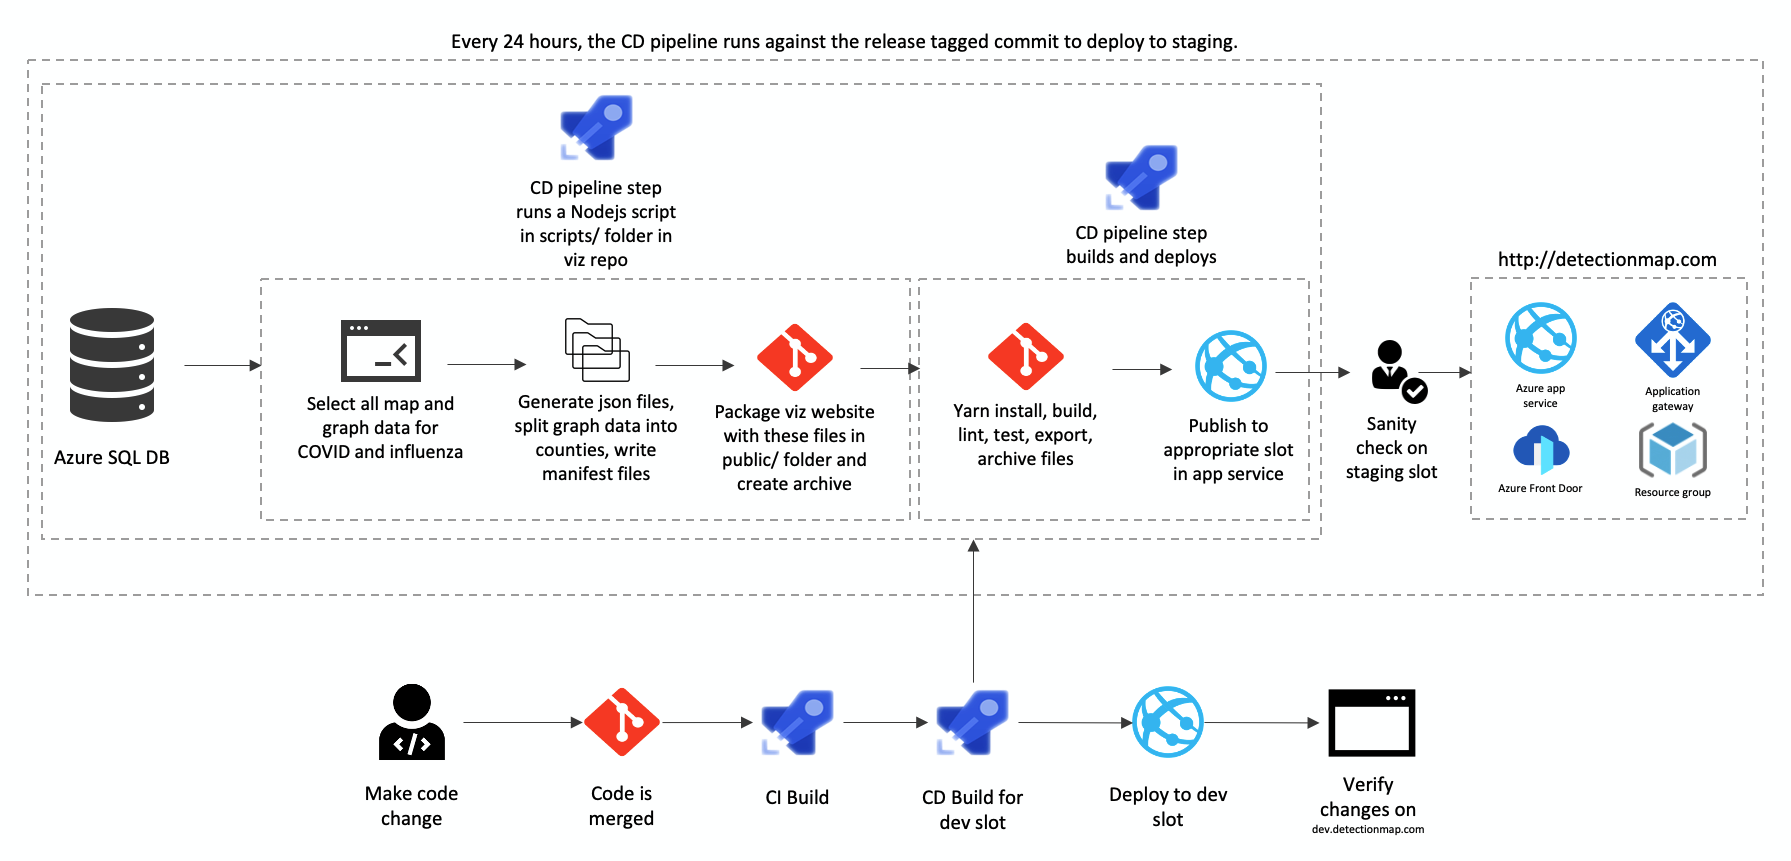 Every 24 hours, the CD pipeline runs against the release tagged commit to deploy to staging.
CD pipeline step
runs a Nodejs script
in scripts/ folder in
viz repo
CD pipeline step
builds and deploys
http://detectionmap.com
Azure SQL DB
Select all map and
graph data for
COVID and influenza
Generate json files,
split graph data into
counties, write
manifest files
Package viz website
with these files in
public/ folder and
create archive
Yarn install, build,
lint, test, export,
archive files
Publish to
appropriate slot
in app service
Sanity
check on
staging slot
Azure app
service
Application
gateway
Azure Front Door
Resource group
Make code
change
Code is
merged
CI Build
CD Build for
dev slot
Deploy to dev
slot
Verify
changes on
dev.detectionmap.com